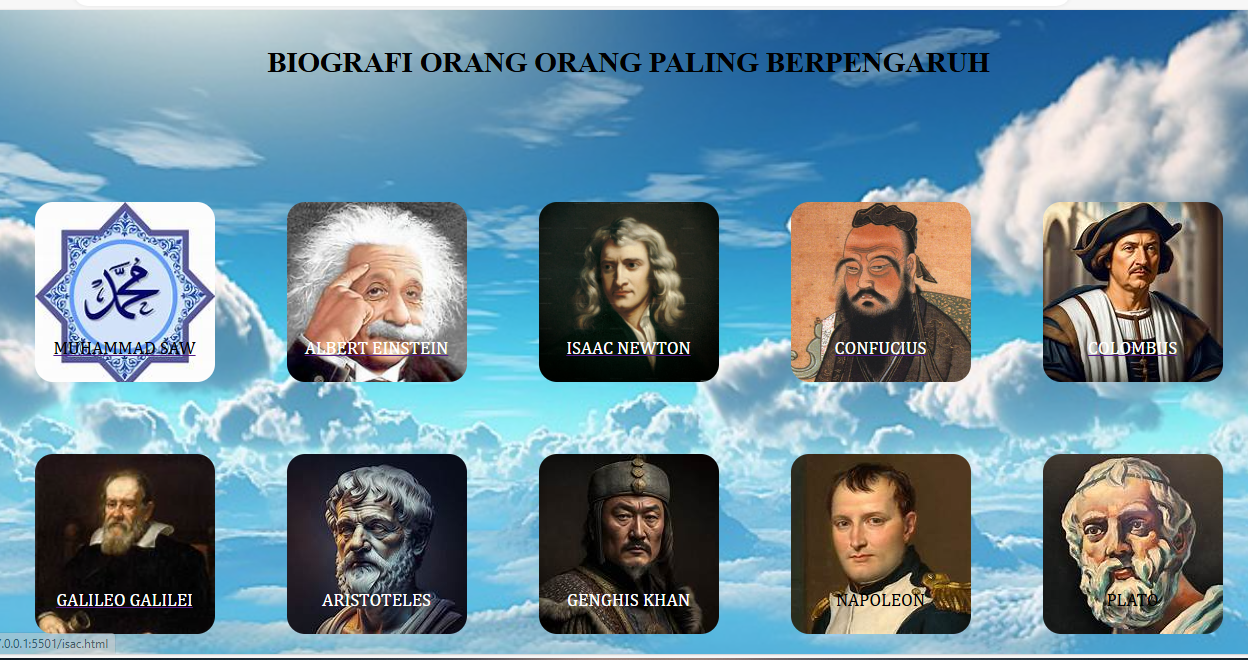 BIOGRAFI ORANG ORANG PALING BERPENGARUH
محمد
MUHAMMAD SAW
ALBERT EINSTEIN
ISAAC NEWTON
CONFUCIUS
COLOMBUS
GALILEO GALILEI
ARISTOTELES
GENGHIS KHAN
NAPOLEON
PLATO
.0.0.1:5501/isac.html